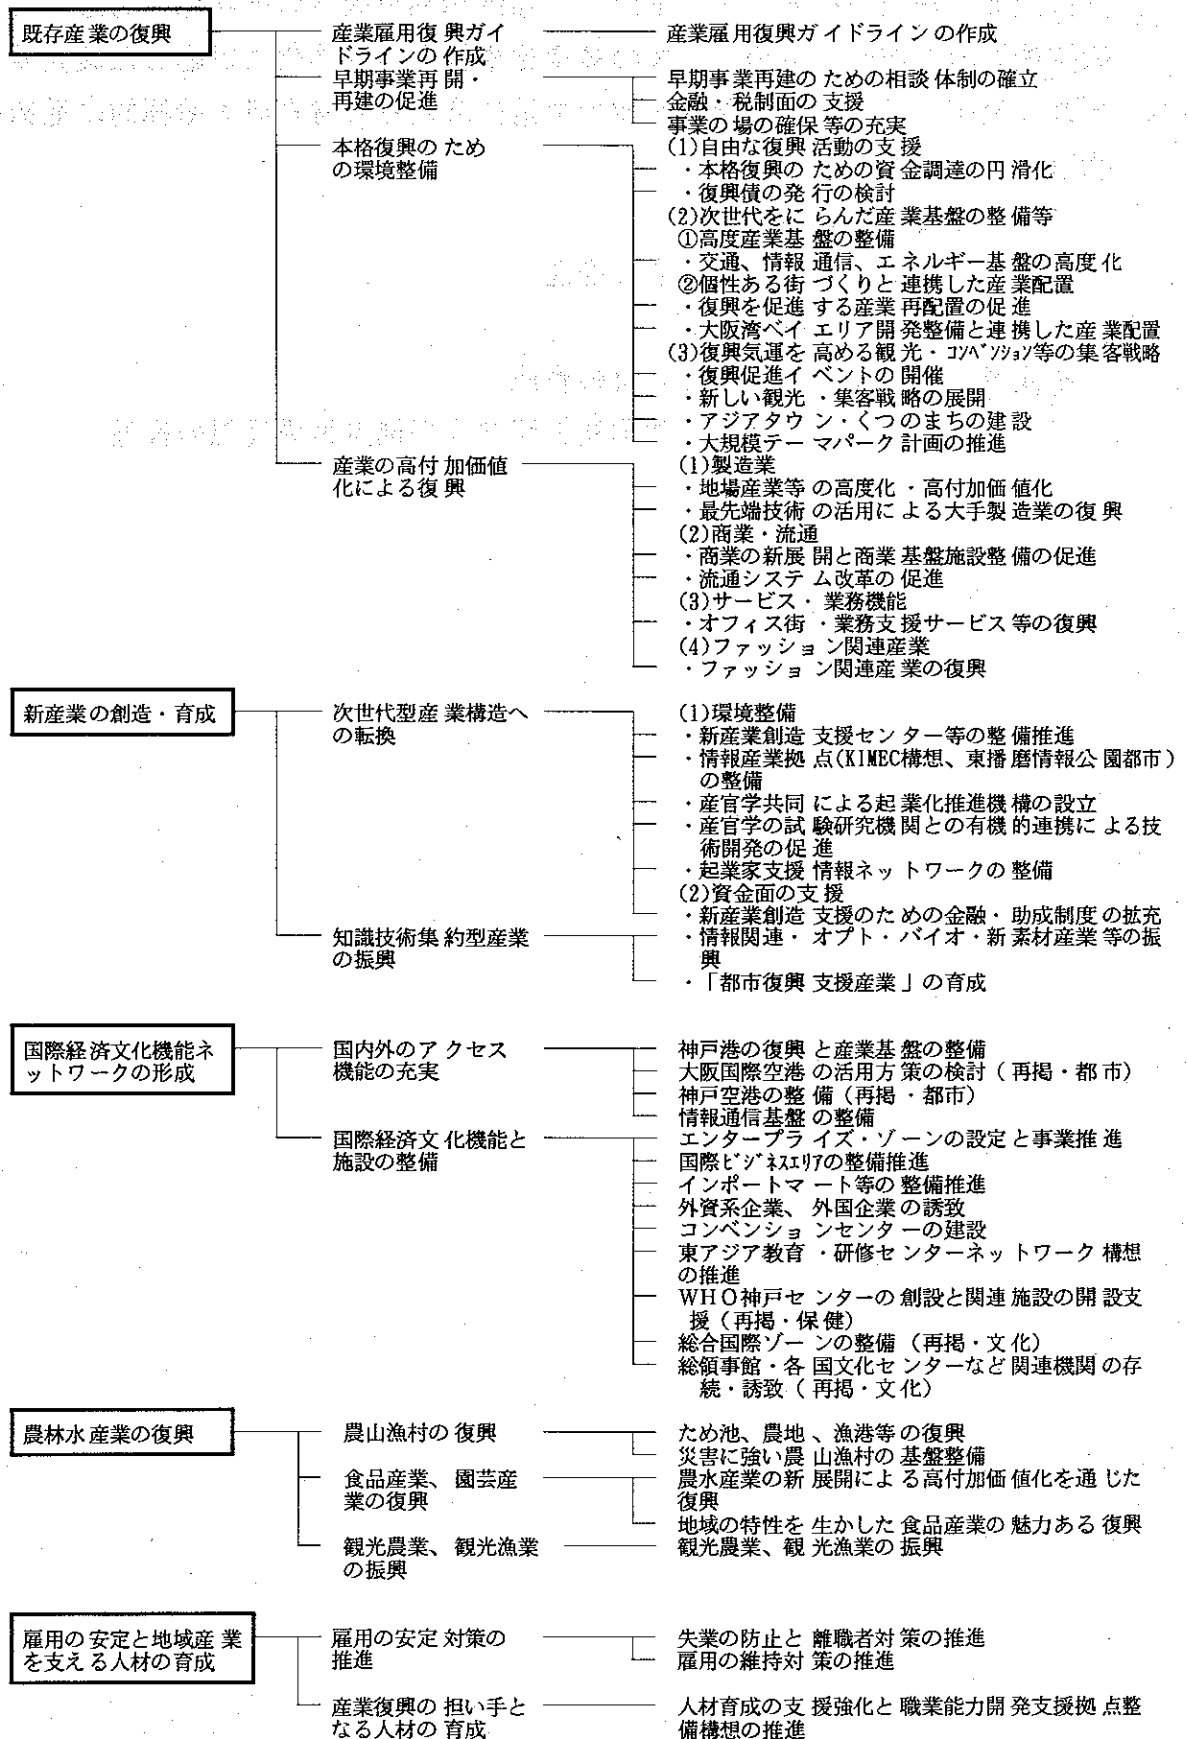 既存産業の復興
産業雇用復興ガイ
ドラインの作成
産業雇用復興ガイドラインの作成
早期事業再開・
再建の促進
早期事業再建のための相談体制の確立
金融・税制面の支援
事業の場の確保等の充実
本格復興のため
の環境整備
(1)自由な復興活動の支援
・本格復興のための資金調達の円滑化
・復興債の発行の検討
(2)次世代をにらんだ産業基盤の整備等
①高度産業基盤の整備
・交通、情報通信、エネルギー基盤の高度化
②個性ある街づくりと連携した産業配置
・復興を促進する産業再配置の促進
・大阪湾ベイエリア開発整備と連携した産業配置
(3)復興気運を高める観光・コンベンション等の集客戦略
・復興促進イベントの開催
・新しい観光・集客戦略の展開
・アジアタウン・くつのまちの建設
・大規模テーマパーク計画の推進
産業の高付加価値
化による復興
(1)製造業
・地場産業等の高度化・高付加価値化
・最先端技術の活用による大手製造業の復興
(2)商業・流通
・商業の新展開と商業基盤施設整備の促進
・流通システム改革の促進
(3)サービス・業務機能
・オフィス街・業務支援サービス等の復興
(4)ファッション関連産業
・ファッション関連産業の復興
新産業の創造・育成
次世代型産業構造へ
の転換
(1)環境整備
・新産業創造支援センター等の整備推進
・情報産業拠点(KIMEC構想、東播磨情報公園都市)
の整備
・産官学共同による起業化推進機構の設立
・産官学の試験研究機関との有機的連携による技
術開発の促進
・起業家支援情報ネットワークの整備
(2)資金面の支援
・新産業創造支援のための金融・助成制度の拡充
知識技術集約型産業
の振興
・情報関連・オプト・バイオ・新素材産業等の振
興
・「都市復興支援産業」の育成
国際経済文化機能ネ
ットワークの形成
国内外のアクセス
機能の充実
神戸港の復興と産業基盤の整備
大阪国際空港の活用方策の検討(再掲・都市)
神戸空港の整備(再掲・都市)
情報通信基盤の整備
国際経済文化機能と
施設の整備
エンタープライズ・ゾーンの設定と事業推進
国際ビジネスエリアの整備推進
インポートマート等の整備推進
外資系企業、外国企業の誘致
コンベンションセンターの建設
東アジア教育・研修センターネットワーク構想
の推進
WHO神戸センターの創設と関連施設の開設支
援(再掲・保健)
総合国際ゾーンの整備(再掲・文化)
総領事館・各国文化センターなど関連機関の存
続・誘致(再掲・文化)
農林水産業の復興
農山漁村の復興
ため池、農地、漁港等の復興
災害に強い農山漁村の基盤整備
食品産業、園芸産
業の復興
農水産業の新展開による高付加価値化を通じた
復興
地域の特性を生かした食品産業の魅力ある復興
観光農業、観光漁業
の振興
観光農業、観光漁業の振興
雇用の安定と地域産業
を支える人材の育成
雇用の安定対策の
推進
失業の防止と離職者対策の推進
雇用の維持対策の推進
産業復興の担い手と
なる人材の育成
人材育成の支援強化と職業能力開発支援拠点整
備構想の推進